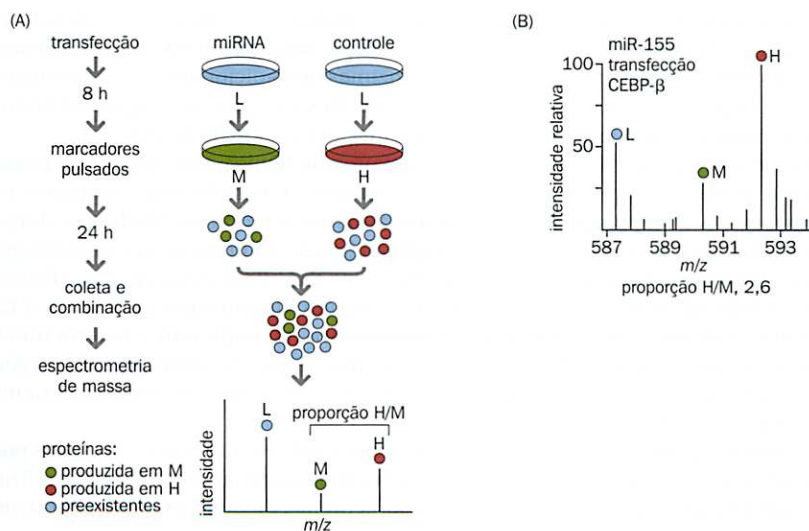 (A)
transfecção
8 h
marcadores
pulsados
24 h
coleta e
combinação
espectrometria
de massa
miRNA
controle
L
L
M
H
L
proporção H/M
M
H
intensidade
m/z
proteínas:
produzida em M
produzida em H
preexistentes
(B)
miR-155
transfecção
CEBP-β
H
L
M
100
50
intensidade relativa
587
589
591
593
m/z
proporção H/M, 2,6